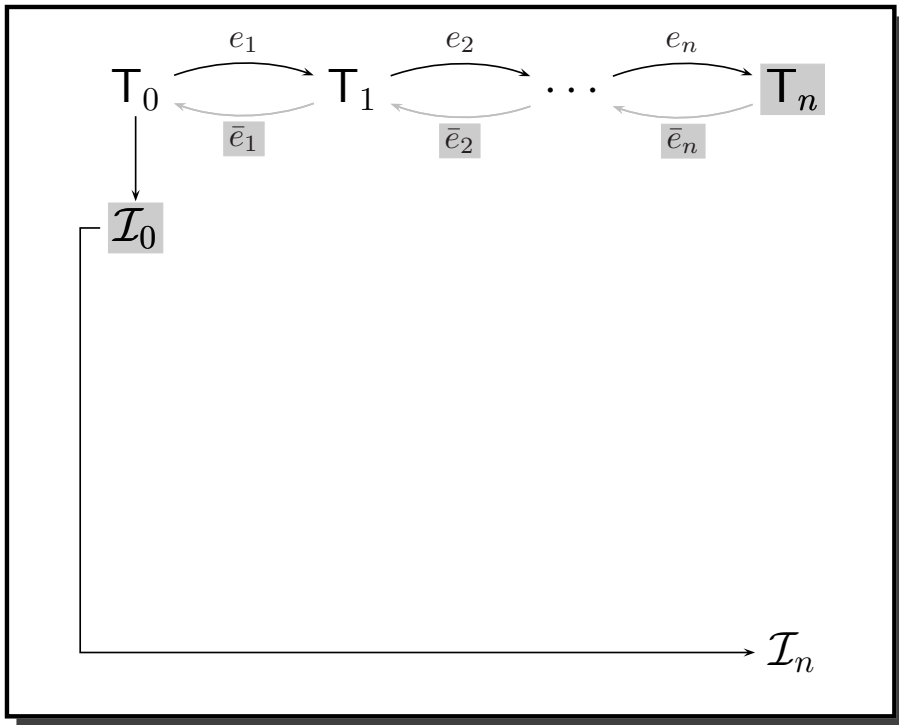 e₁ e₂ eₙ
T₀ T₁ ··· Tₙ
ē₁ ē₂ ēₙ
ℐ₀
ℐₙ